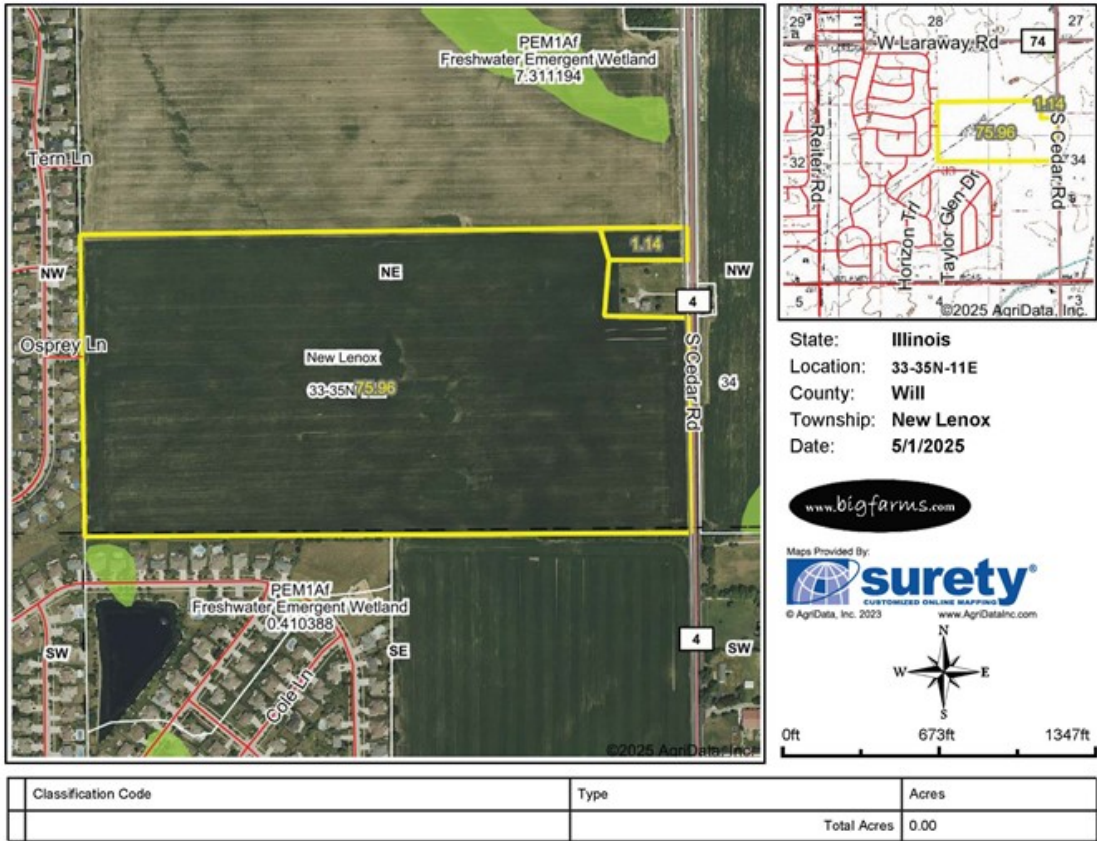 PEM1Af
Freshwater Emergent Wetland
7.311194
Tern Ln
NW
NE
1.14
NW
4
Osprey Ln
New Lenox
33-35N
75.96
34
S Cedar Rd
PEM1Af
Freshwater Emergent Wetland
0.410388
SW
Cole Ln
SE
4
SW
©2025 AgriData, Inc.
29
28
27
W Laraway Rd
74
1.14
75.96
Reiter Rd
32
33
34
S Cedar Rd
Horizon Trl
Taylor Glen Dr
5
4
3
©2025 AgriData, Inc.
State: Illinois
Location: 33-35N-11E
County: Will
Township: New Lenox
Date: 5/1/2025
www.bigfarms.com
Maps Provided By:
surety®
CUSTOMIZED ONLINE MAPPING
© AgriData, Inc. 2023 www.AgriDataInc.com
N
W E
S
0ft 673ft 1347ft
Classification Code Type Acres
Total Acres 0.00